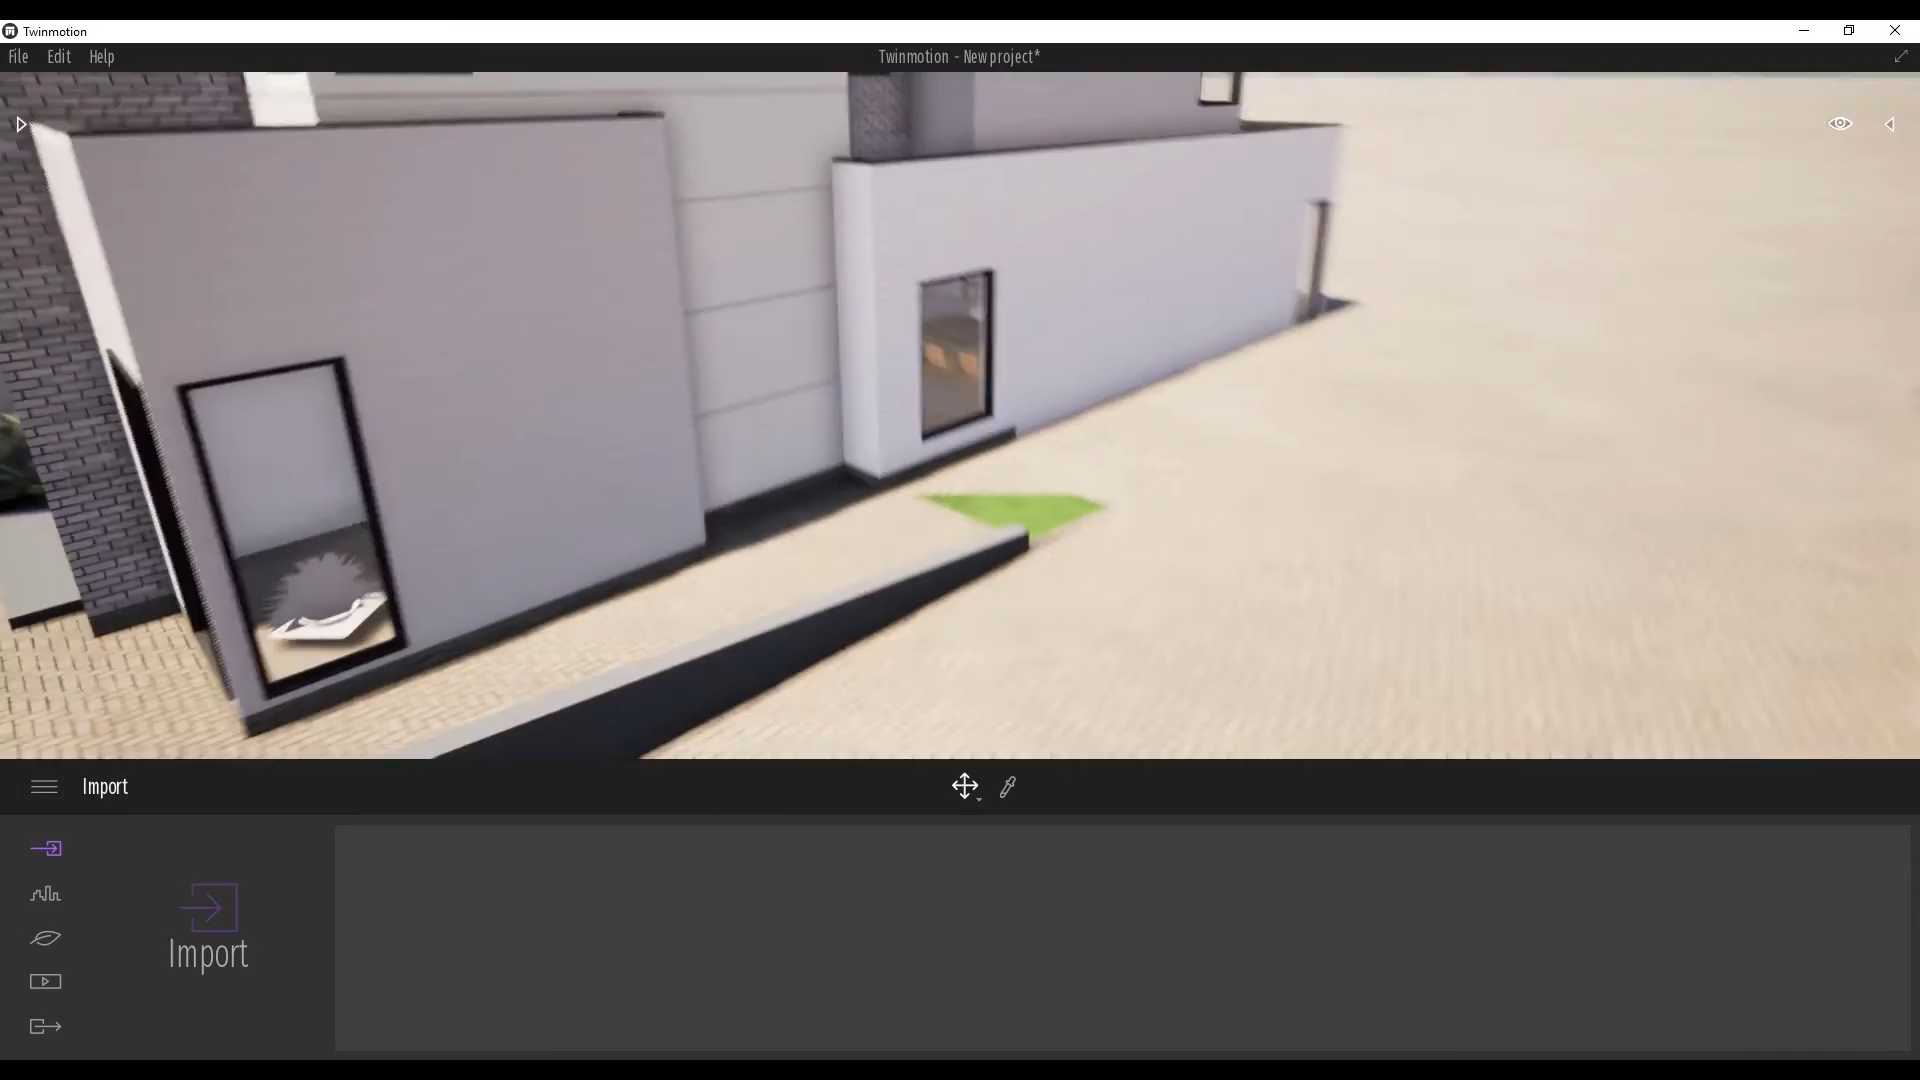 Twinmotion
File Edit Help
Twinmotion - New project*
Import
Import